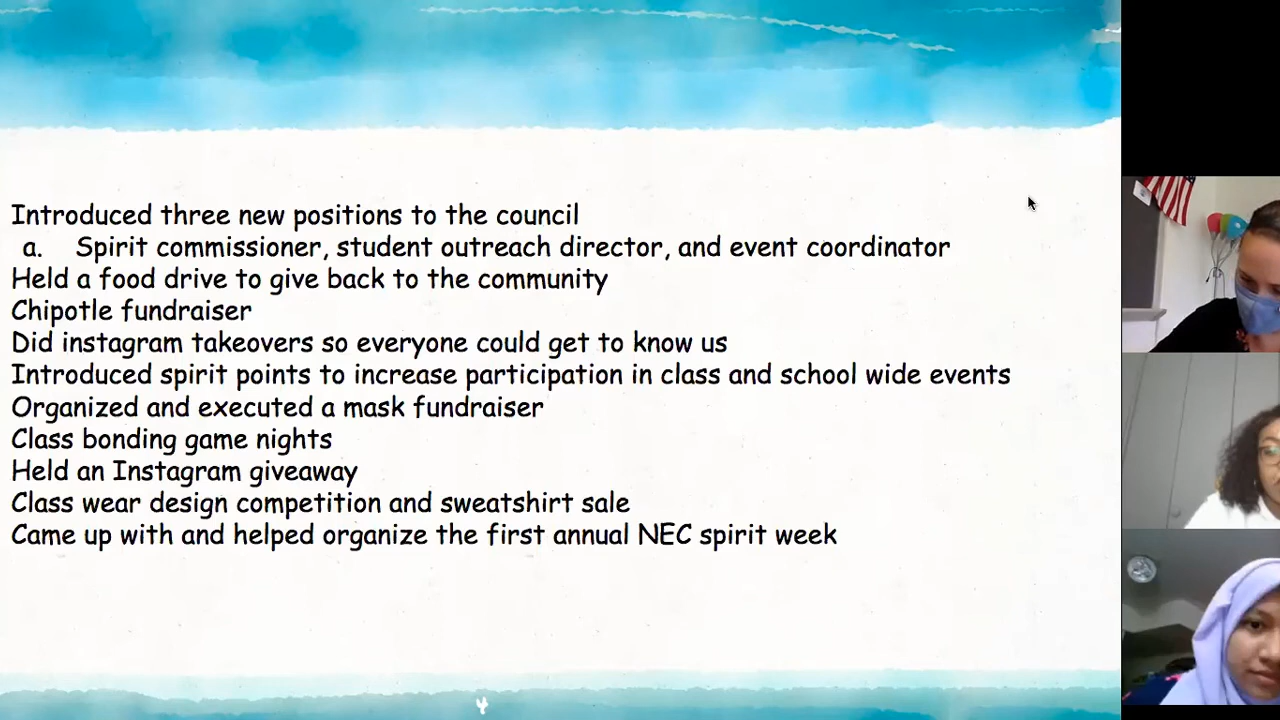 Introduced three new positions to the council
a. Spirit commissioner, student outreach director, and event coordinator
Held a food drive to give back to the community
Chipotle fundraiser
Did instagram takeovers so everyone could get to know us
Introduced spirit points to increase participation in class and school wide events
Organized and executed a mask fundraiser
Class bonding game nights
Held an Instagram giveaway
Class wear design competition and sweatshirt sale
Came up with and helped organize the first annual NEC spirit week
4